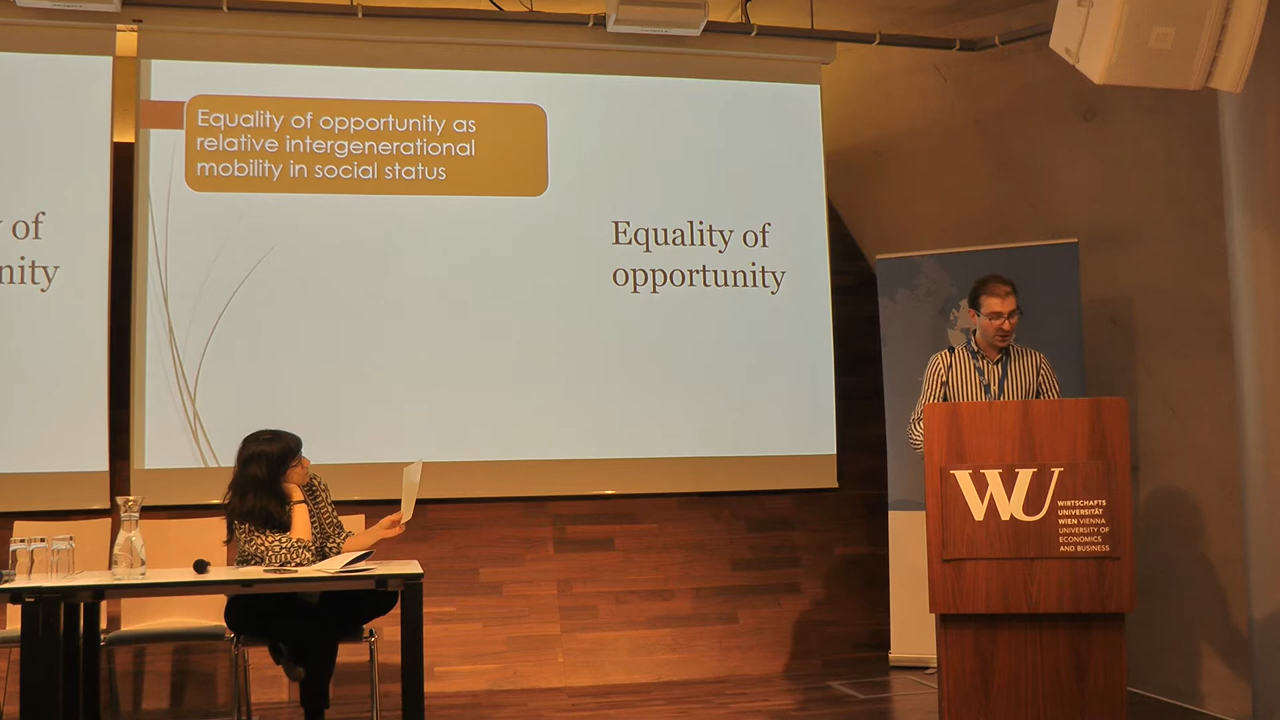 Equality of opportunity as
relative intergenerational
mobility in social status
Equality of
opportunity
of
nity
WU
WIRTSCHAFTS
UNIVERSITÄT
WIEN VIENNA
UNIVERSITY OF
ECONOMICS
AND BUSINESS